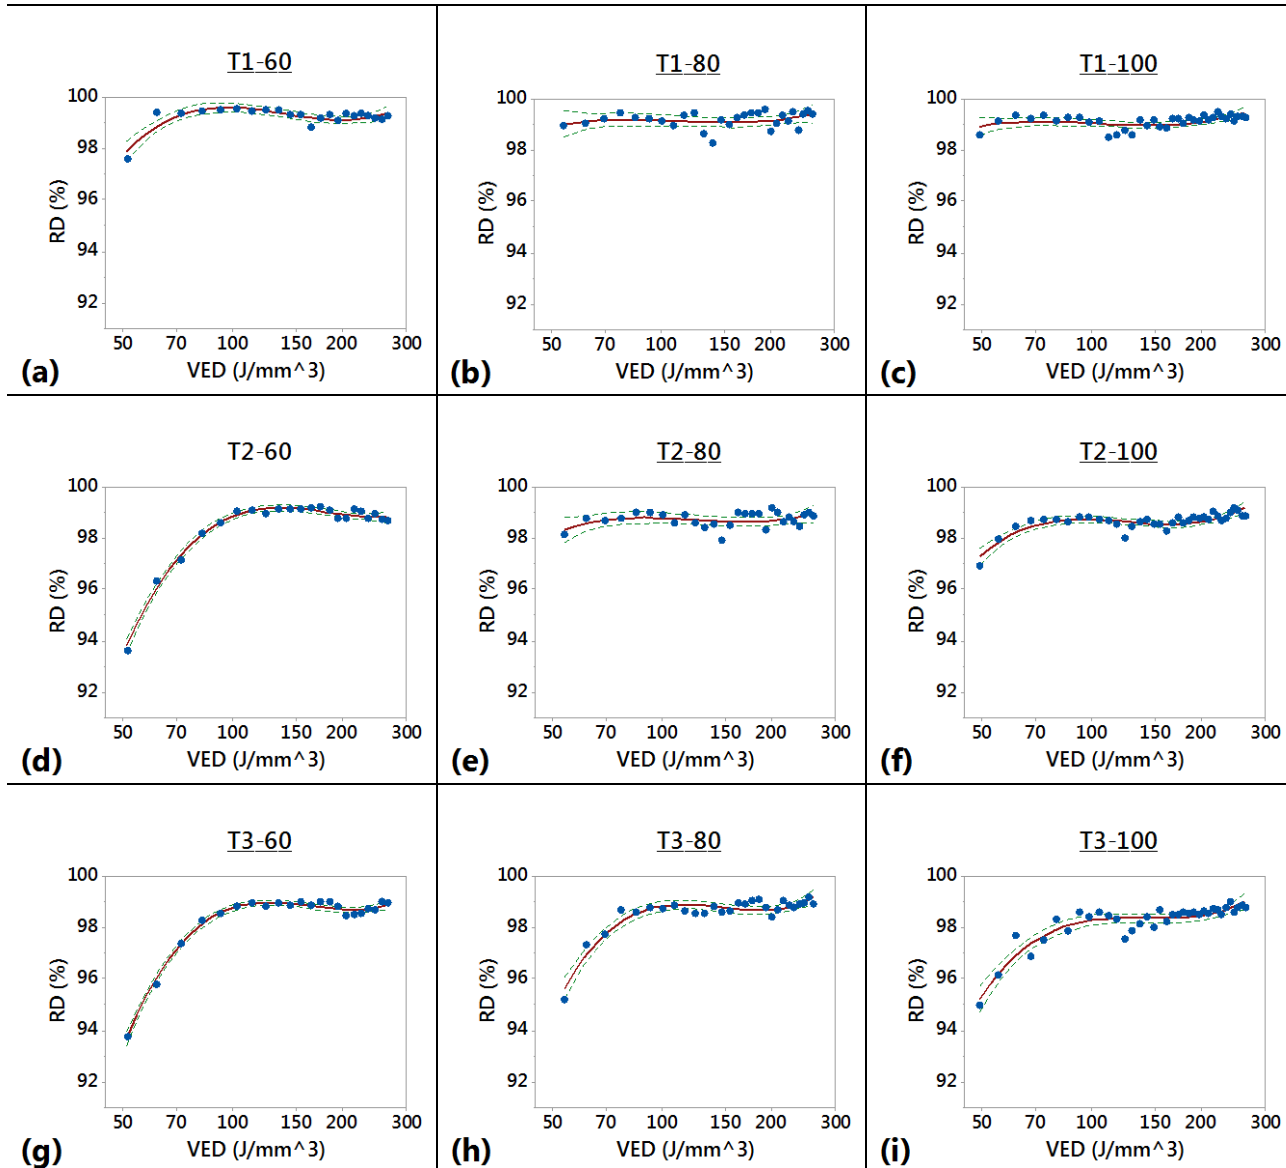 T1-60
100
98
96
94
92
RD (%)
50 70 100 150 200 300
VED (J/mm^3)
(a)
T1-80
100
98
96
94
92
RD (%)
50 70 100 150 200 300
VED (J/mm^3)
(b)
T1-100
100
98
96
94
92
RD (%)
50 70 100 150 200 300
VED (J/mm^3)
(c)
T2-60
100
98
96
94
92
RD (%)
50 70 100 150 200 300
VED (J/mm^3)
(d)
T2-80
100
98
96
94
92
RD (%)
50 70 100 150 200 300
VED (J/mm^3)
(e)
T2-100
100
98
96
94
92
RD (%)
50 70 100 150 200 300
VED (J/mm^3)
(f)
T3-60
100
98
96
94
92
RD (%)
50 70 100 150 200 300
VED (J/mm^3)
(g)
T3-80
100
98
96
94
92
RD (%)
50 70 100 150 200 300
VED (J/mm^3)
(h)
T3-100
100
98
96
94
92
RD (%)
50 70 100 150 200 300
VED (J/mm^3)
(i)